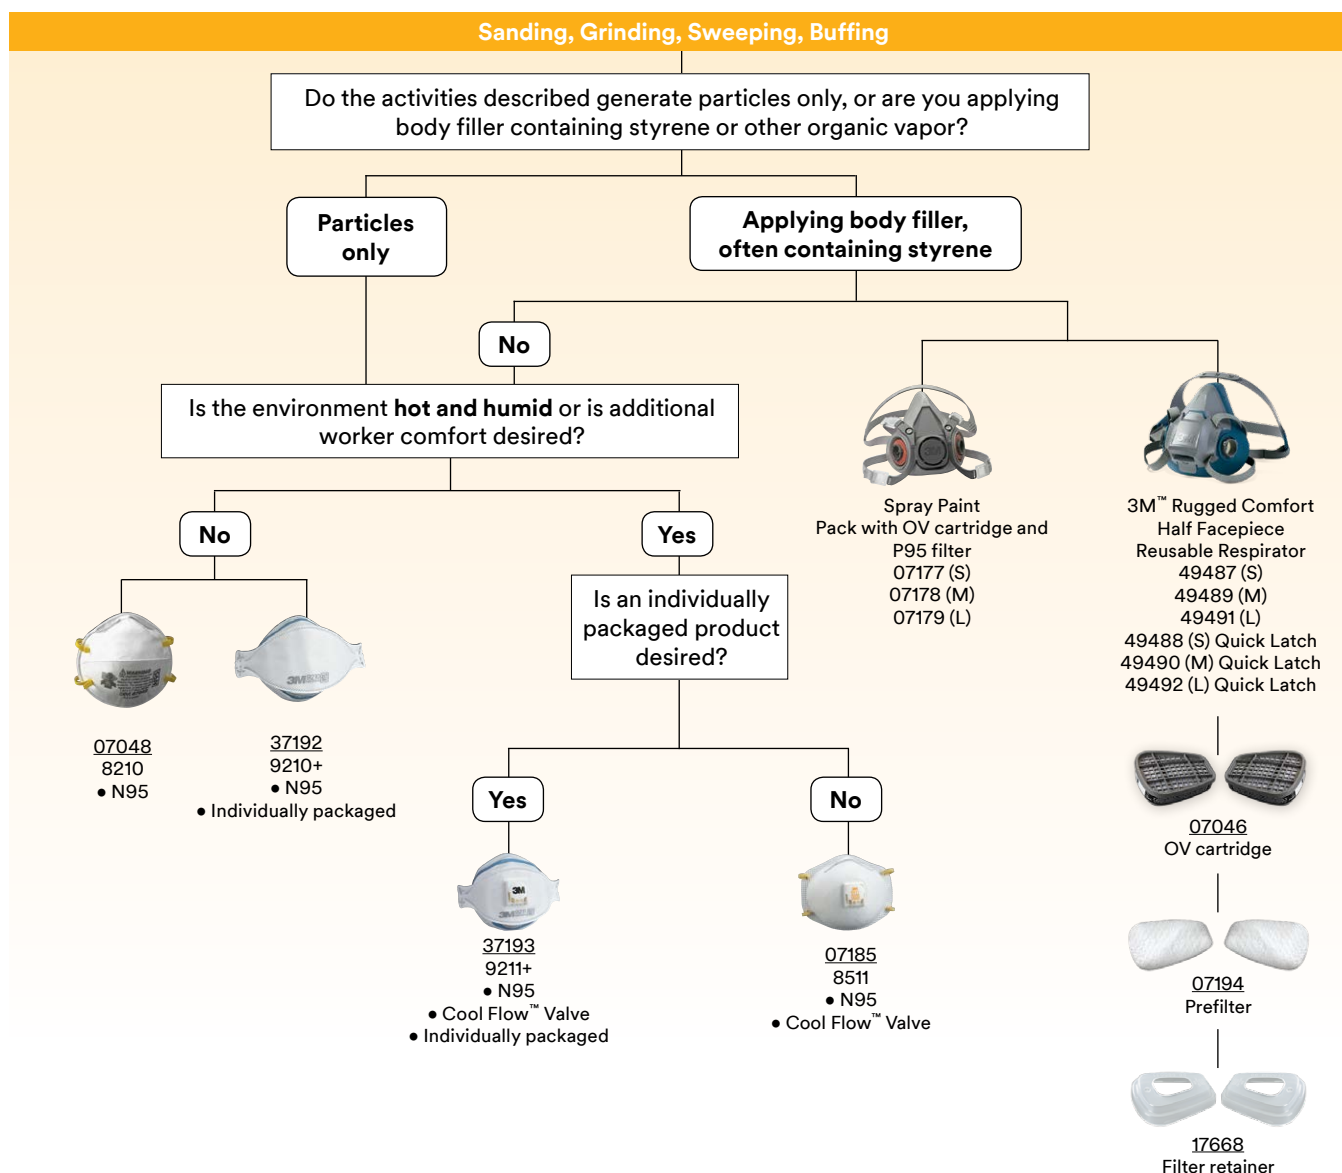 Sanding, Grinding, Sweeping, Buffing
Do the activities described generate particles only, or are you applying
body filler containing styrene or other organic vapor?
Particles
only
Applying body filler,
often containing styrene
No
Is the environment hot and humid or is additional
worker comfort desired?
No
Yes
Is an individually
packaged product
desired?
07048
8210
• N95
37192
9210+
• N95
• Individually packaged
Yes
No
3M
37193
9211+
• N95
• Cool Flow™ Valve
• Individually packaged
07185
8511
• N95
• Cool Flow™ Valve
3M
Spray Paint
Pack with OV cartridge and
P95 filter
07177 (S)
07178 (M)
07179 (L)
3M™ Rugged Comfort
Half Facepiece
Reusable Respirator
49487 (S)
49489 (M)
49491 (L)
49488 (S) Quick Latch
49490 (M) Quick Latch
49492 (L) Quick Latch
07046
OV cartridge
07194
Prefilter
17668
Filter retainer